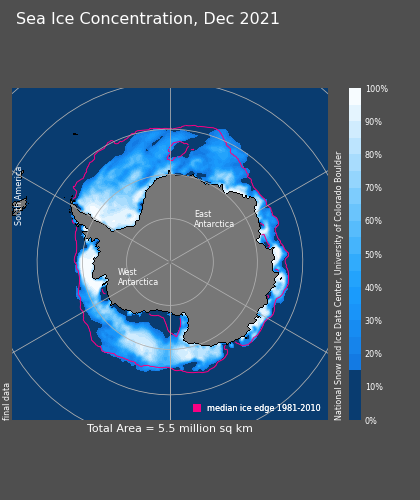 Sea Ice Concentration, Dec 2021
South America
East
Antarctica
West
Antarctica
median ice edge 1981-2010
final data
National Snow and Ice Data Center, University of Colorado Boulder
100%
90%
80%
70%
60%
50%
40%
30%
20%
10%
0%
Total Area = 5.5 million sq km